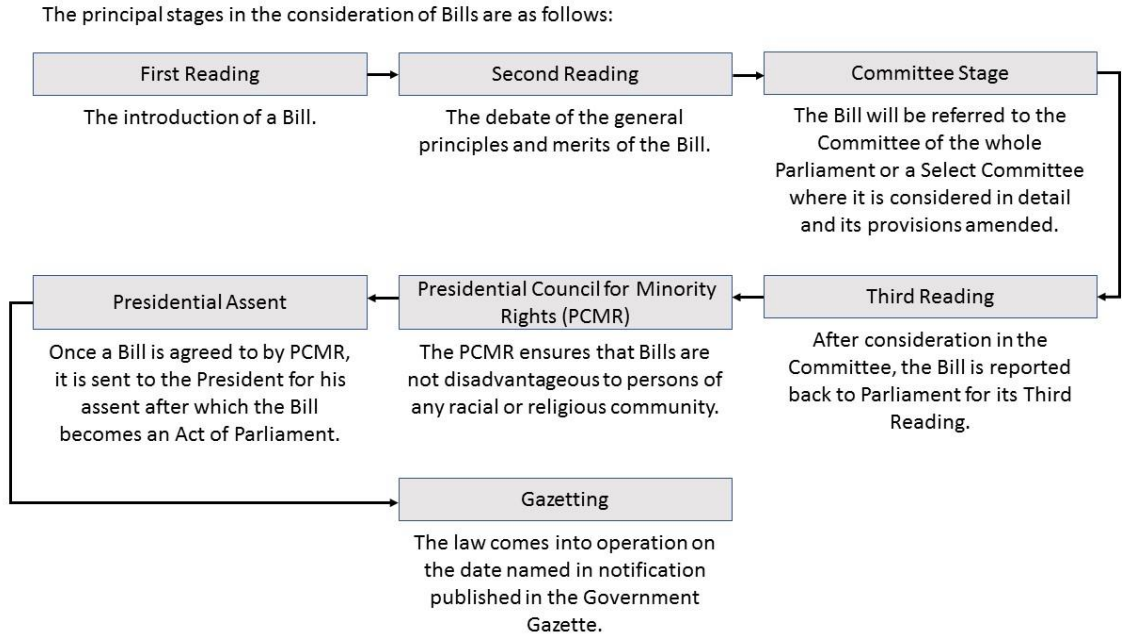 The principal stages in the consideration of Bills are as follows:
First Reading
The introduction of a Bill.
Second Reading
The debate of the general
principles and merits of the Bill.
Committee Stage
The Bill will be referred to the
Committee of the whole
Parliament or a Select Committee
where it is considered in detail
and its provisions amended.
Third Reading
After consideration in the
Committee, the Bill is reported
back to Parliament for its Third
Reading.
Presidential Council for Minority
Rights (PCMR)
The PCMR ensures that Bills are
not disadvantageous to persons of
any racial or religious community.
Presidential Assent
Once a Bill is agreed to by PCMR,
it is sent to the President for his
assent after which the Bill
becomes an Act of Parliament.
Gazetting
The law comes into operation on
the date named in notification
published in the Government
Gazette.